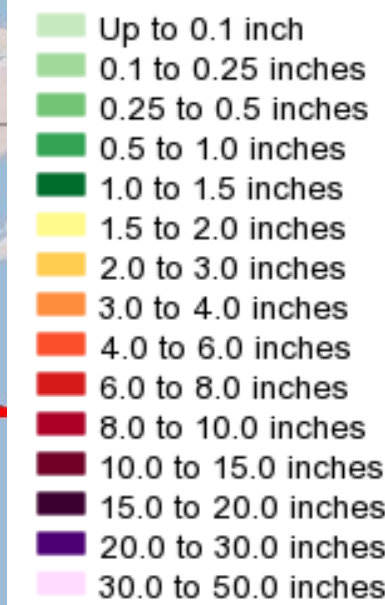 Up to 0.1 inch
0.1 to 0.25 inches
0.25 to 0.5 inches
0.5 to 1.0 inches
1.0 to 1.5 inches
1.5 to 2.0 inches
2.0 to 3.0 inches
3.0 to 4.0 inches
4.0 to 6.0 inches
6.0 to 8.0 inches
8.0 to 10.0 inches
10.0 to 15.0 inches
15.0 to 20.0 inches
20.0 to 30.0 inches
30.0 to 50.0 inches